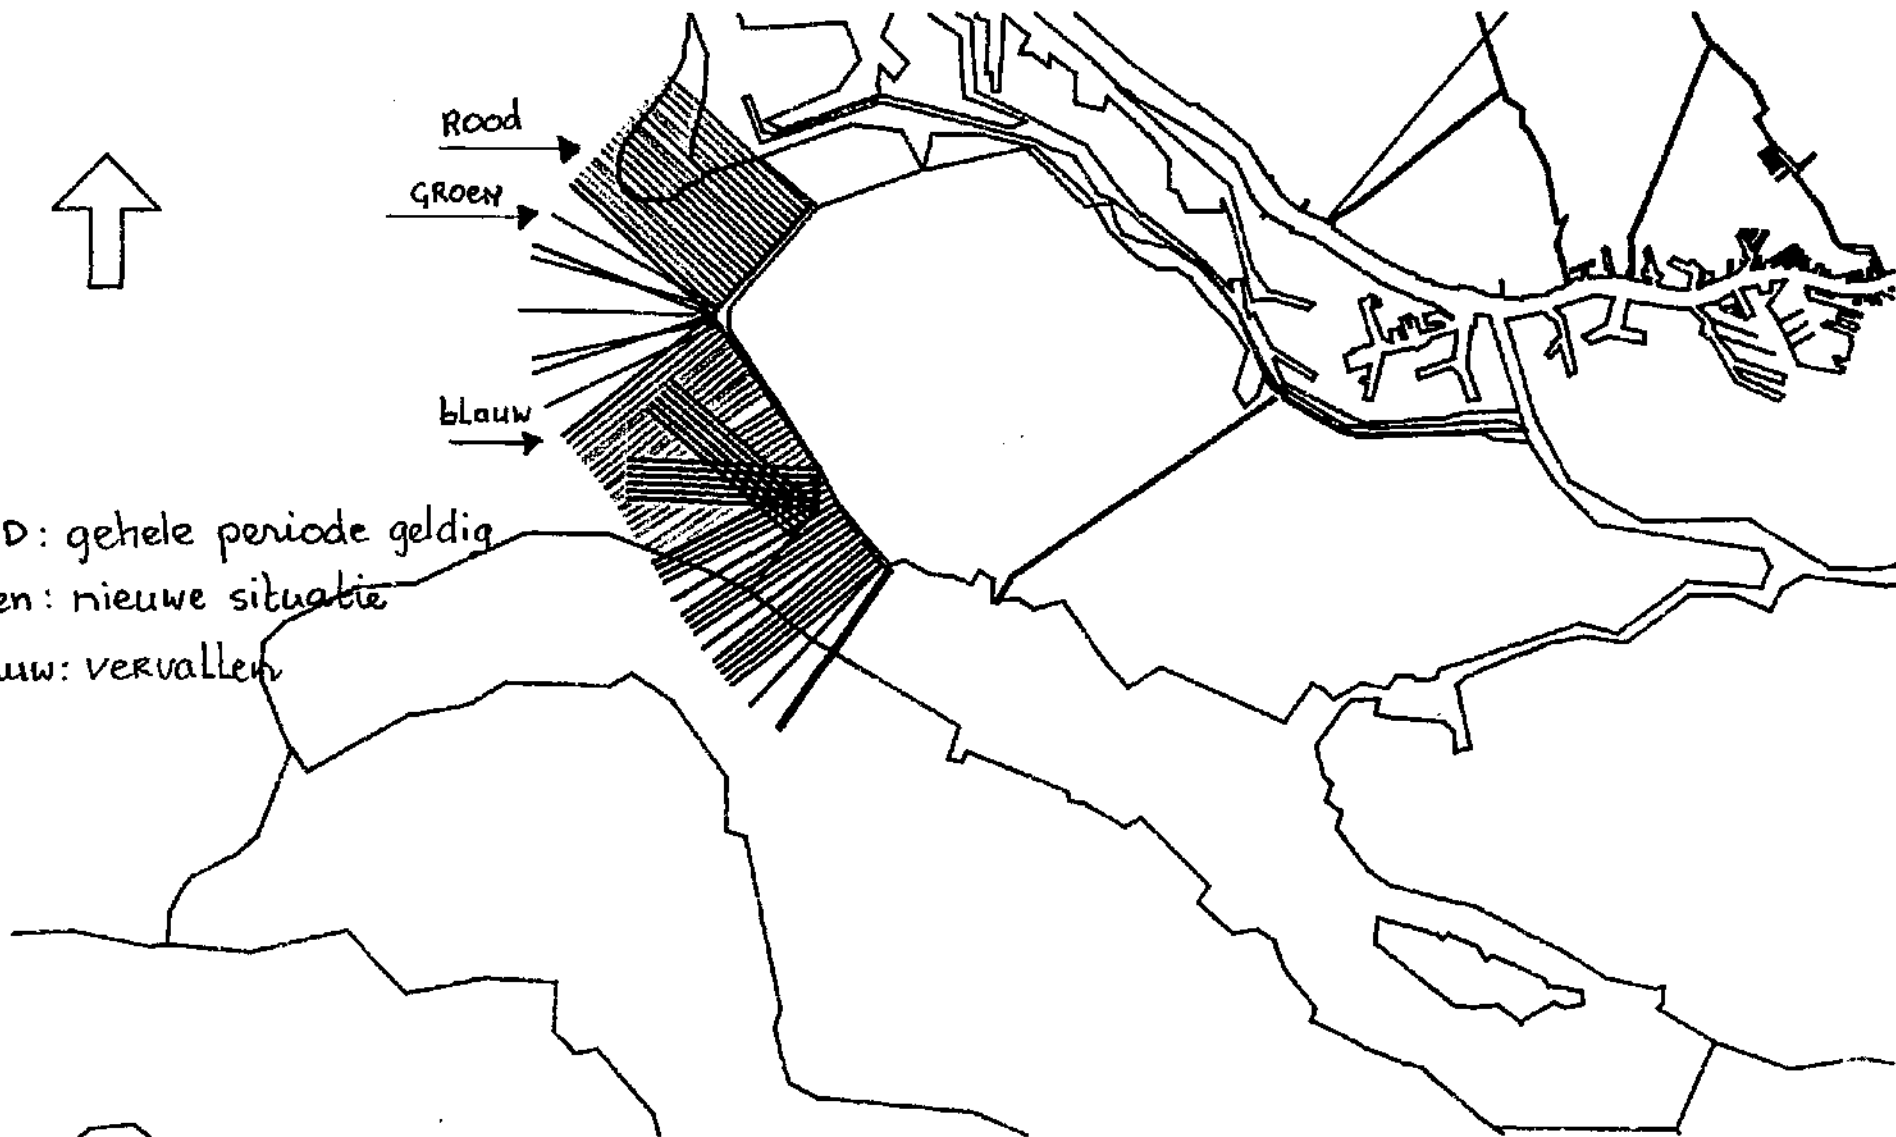 Rood
GROEN
blauw
D: gehele periode geldig
en: nieuwe situatie
uw: vervallen